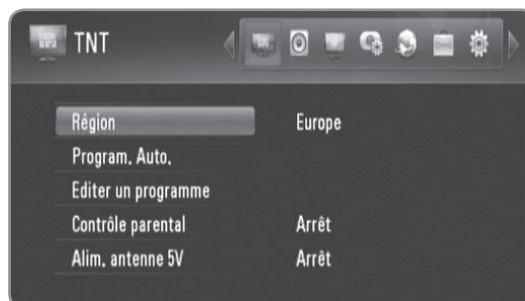 TNT
Région Europe
Program. Auto.
Editer un programme
Contrôle parental Arrêt
Alim. antenne 5V Arrêt